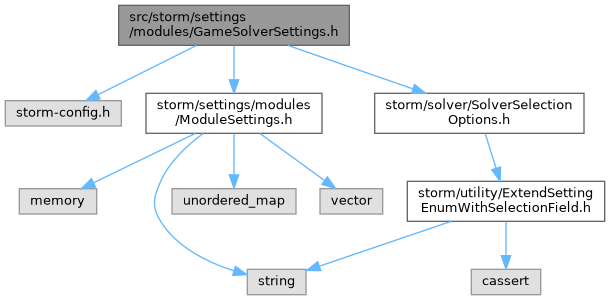 src/storm/settings
/modules/GameSolverSettings.h
storm-config.h
storm/settings/modules
/ModuleSettings.h
storm/solver/SolverSelection
Options.h
memory
unordered_map
vector
storm/utility/ExtendSetting
EnumWithSelectionField.h
string
cassert